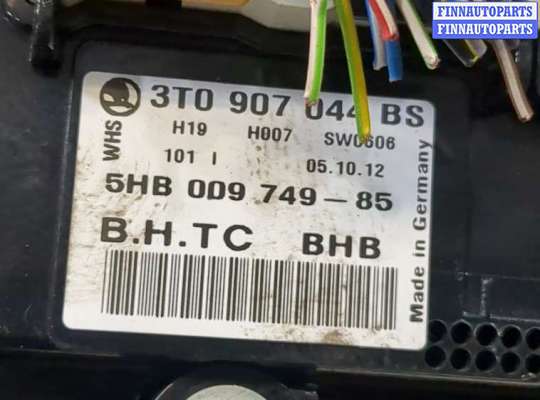 FINNAUTOPARTS
FINNAUTOPARTS
3T0 907 044 BS
WHS
H19 H007 SW0606
101 I 05.10.12
5HB 009 749-85
B.H.TC BHB
Made in Germany